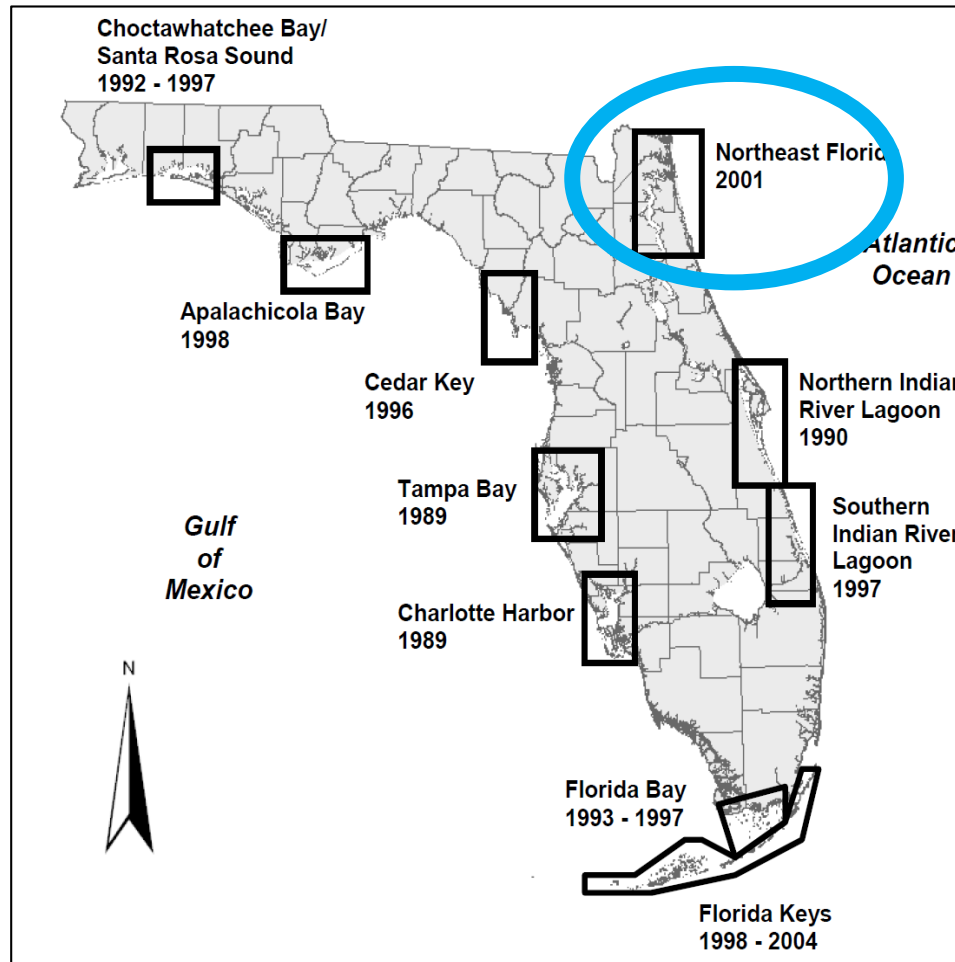 Choctawhatchee Bay/
Santa Rosa Sound
1992 - 1997
Northeast Florid
2001
Atlantic
Ocean
Apalachicola Bay
1998
Cedar Key
1996
Northern Indian
River Lagoon
1990
Tampa Bay
1989
Southern
Indian River
Lagoon
1997
Gulf
of
Mexico
Charlotte Harbor
1989
N
Florida Bay
1993 - 1997
Florida Keys
1998 - 2004